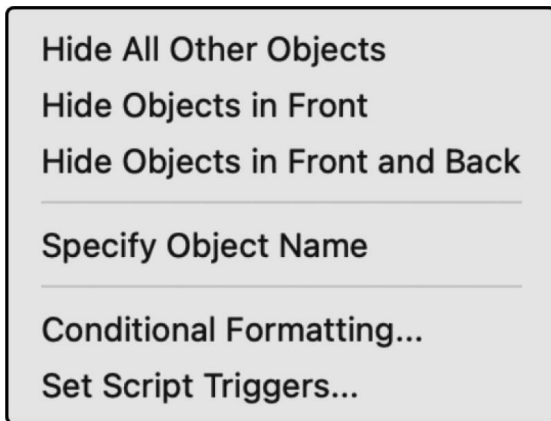 Hide All Other Objects
Hide Objects in Front
Hide Objects in Front and Back
Specify Object Name
Conditional Formatting...
Set Script Triggers...